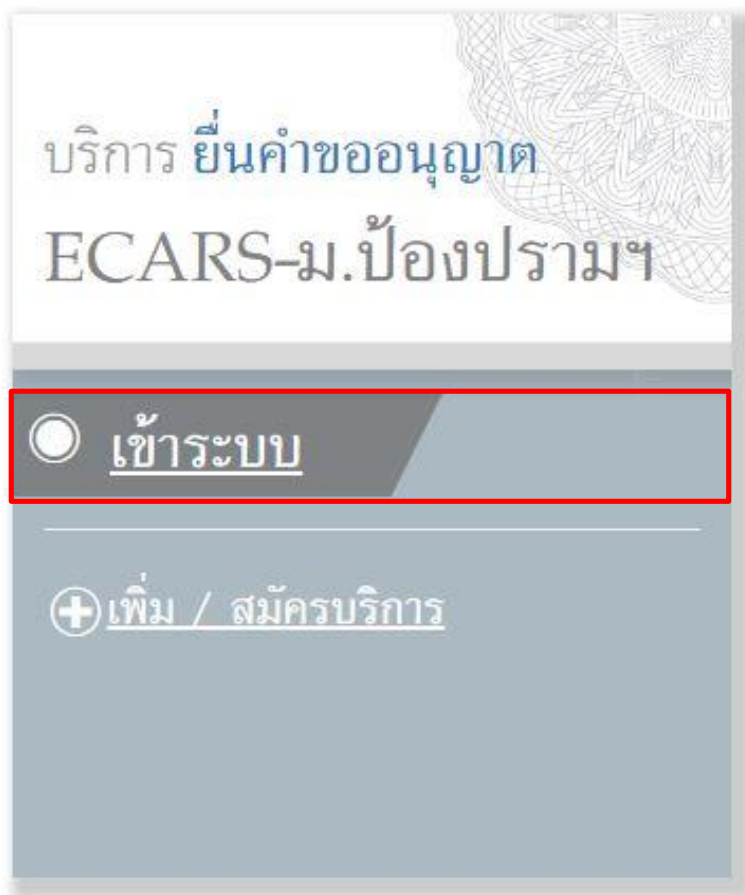 บริการ ยื่นคำขออนุญาต
ECARS-ม.ป้องปรามฯ
เข้าระบบ
เพิ่ม / สมัครบริการ